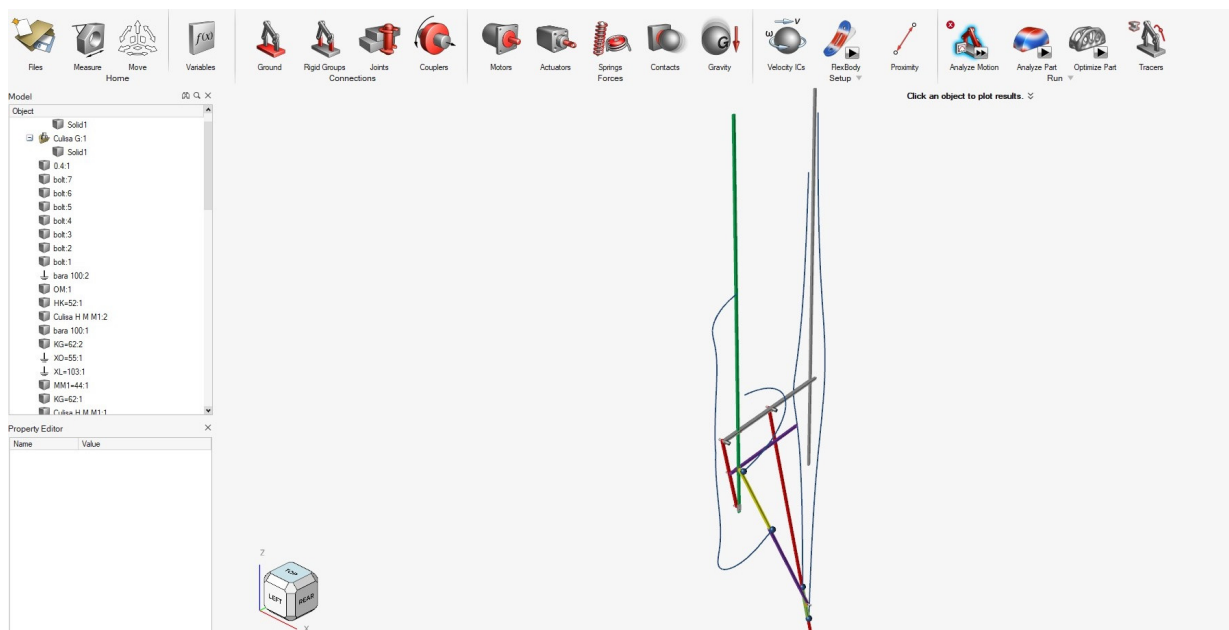 Files
Measure
Move
Home
f(x)
Variables
Ground
Rigid Groups
Joints
Couplers
Connections
Motors
Actuators
Springs
Contacts
G
Gravity
Forces
ω
v
Velocity ICs
FlexBody
Setup
Proximity
Analyze Motion
Analyze Part
Optimize Part
Run
Tracers
Model
Click an object to plot results.
Object
Solid1
Culisa G:1
Solid1
0.4:1
bolt:7
bolt:6
bolt:5
bolt:4
bolt:3
bolt:2
bolt:1
bara 100:2
OM:1
HK=52:1
Culisa H M M1:2
bara 100:1
KG=62:2
XO=55:1
XL=103:1
MM1=44:1
KG=62:1
Culisa H M M1:1
Property Editor
Name Value
Z
TOP
LEFT
REAR
X